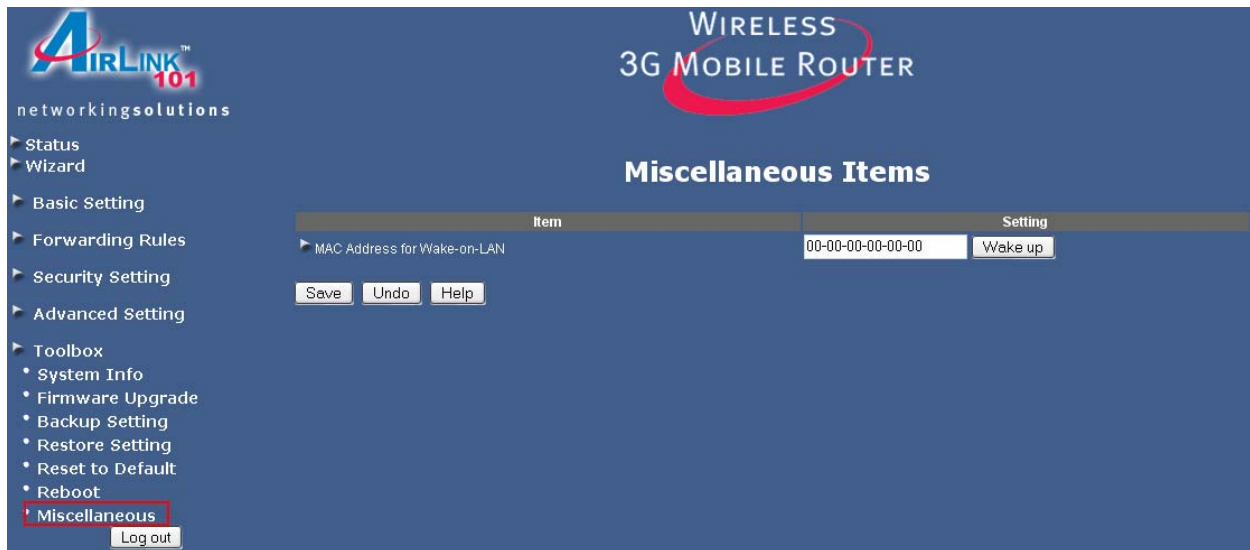 AIRLINK™
101
networkingsolutions
WIRELESS
3G MOBILE ROUTER
Status
Wizard
Basic Setting
Forwarding Rules
Security Setting
Advanced Setting
Toolbox
System Info
Firmware Upgrade
Backup Setting
Restore Setting
Reset to Default
Reboot
Miscellaneous
Log out
Miscellaneous Items
Item Setting
MAC Address for Wake-on-LAN 00-00-00-00-00-00 Wake up
Save Undo Help